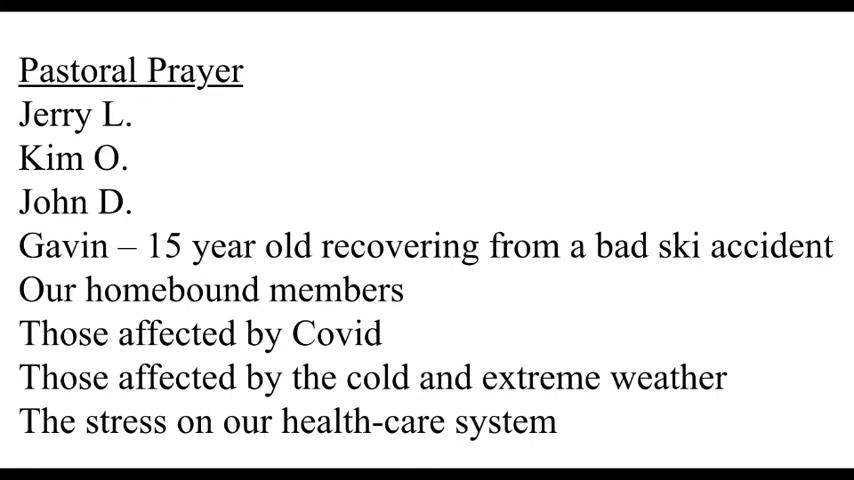 Pastoral Prayer
Jerry L.
Kim O.
John D.
Gavin – 15 year old recovering from a bad ski accident
Our homebound members
Those affected by Covid
Those affected by the cold and extreme weather
The stress on our health-care system